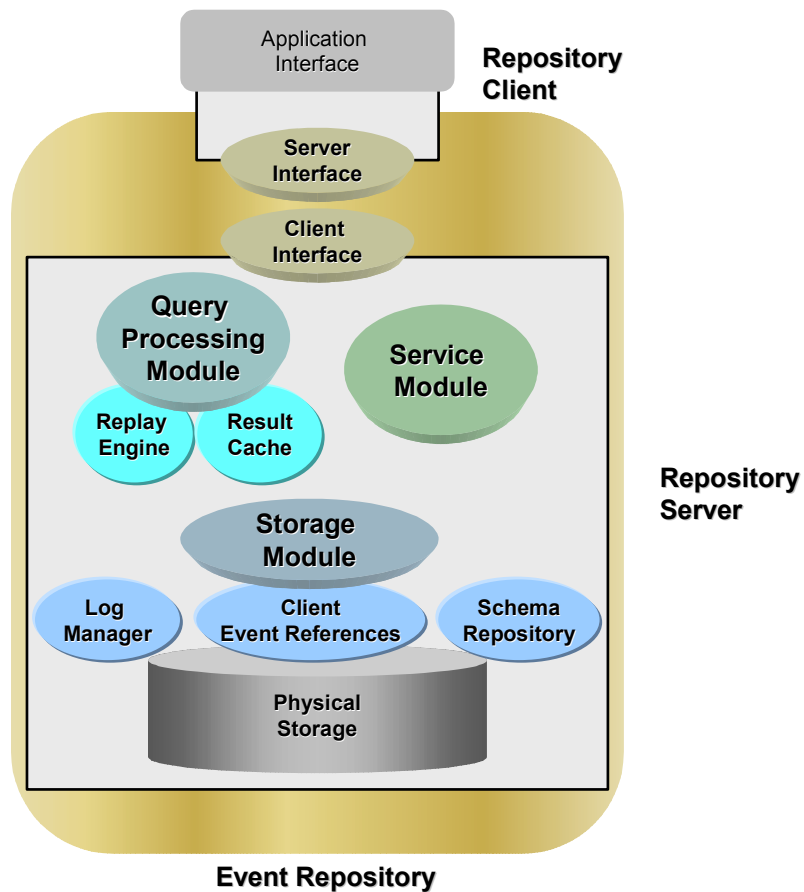 Application
Interface
Repository
Client
Server
Interface
Client
Interface
Query
Processing
Module
Service
Module
Replay
Engine
Result
Cache
Repository
Server
Storage
Module
Log
Manager
Client
Event References
Schema
Repository
Physical
Storage
Event Repository